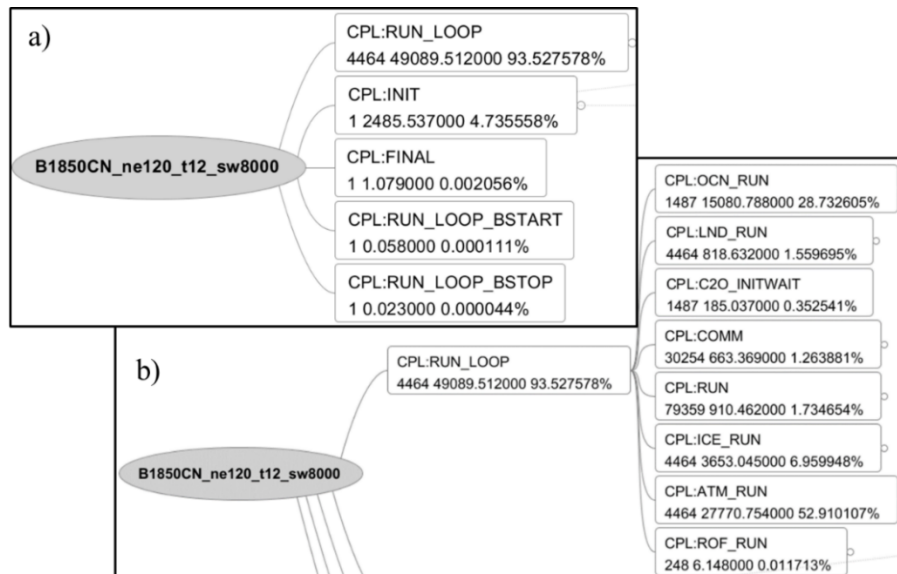 a)
B1850CN_ne120_t12_sw8000
CPL:RUN_LOOP
4464 49089.512000 93.527578%
CPL:INIT
1 2485.537000 4.735558%
CPL:FINAL
1 1.079000 0.002056%
CPL:RUN_LOOP_BSTART
1 0.058000 0.000111%
CPL:RUN_LOOP_BSTOP
1 0.023000 0.000044%
b)
B1850CN_ne120_t12_sw8000
CPL:RUN_LOOP
4464 49089.512000 93.527578%
CPL:OCN_RUN
1487 15080.788000 28.732605%
CPL:LND_RUN
4464 818.632000 1.559695%
CPL:C2O_INITWAIT
1487 185.037000 0.352541%
CPL:COMM
30254 663.369000 1.263881%
CPL:RUN
79359 910.462000 1.734654%
CPL:ICE_RUN
4464 3653.045000 6.959948%
CPL:ATM_RUN
4464 27770.754000 52.910107%
CPL:ROF_RUN
248 6.148000 0.011713%